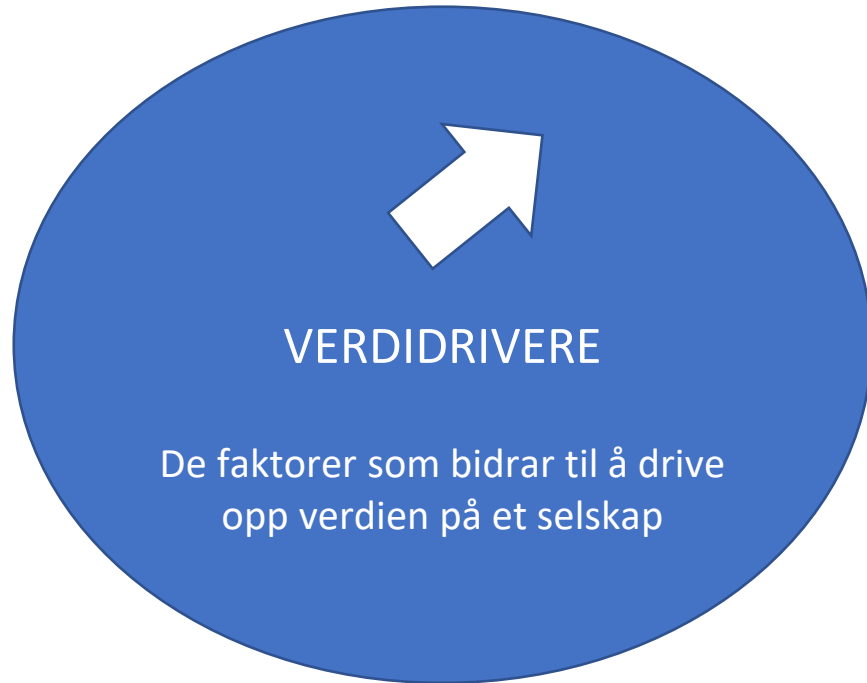 VERDIDRIVERE
De faktorer som bidrar til å drive
opp verdien på et selskap